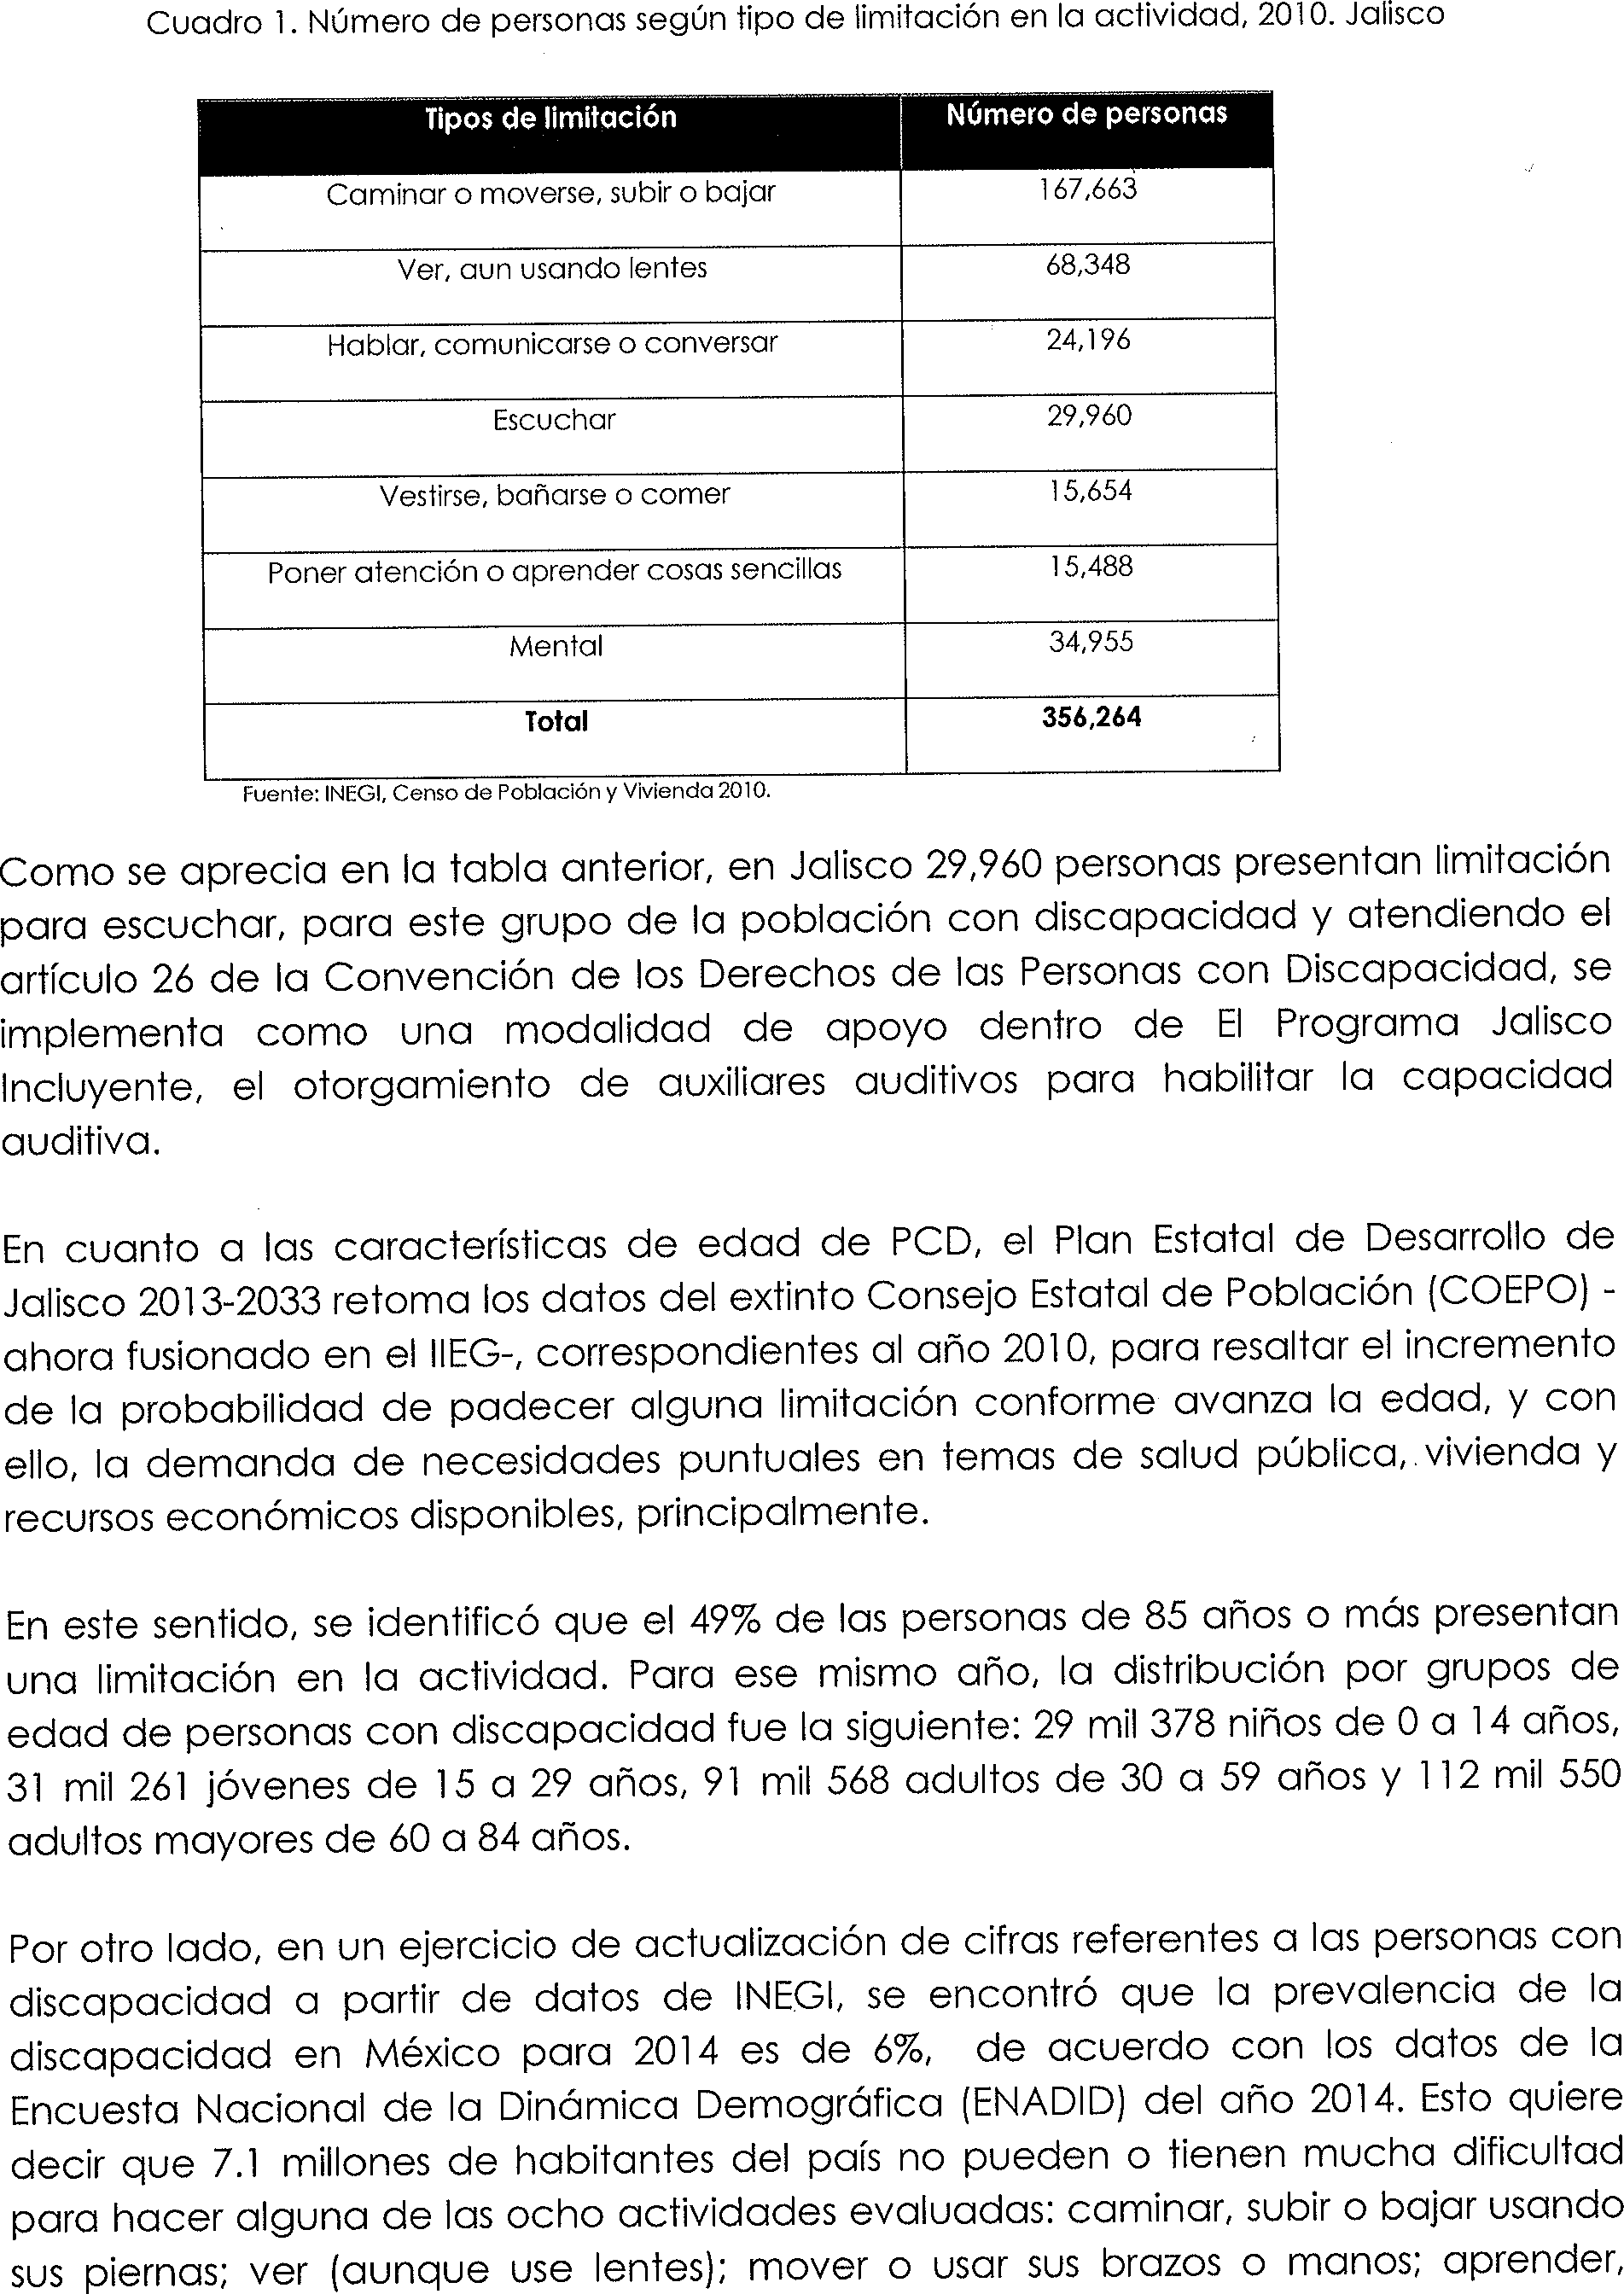 Cuadro 1. Número de personas según tipo de limitación en la actividad, 2010. Jalisco
Tipos de limitación Número de personas
Caminar o moverse, subir o bajar 167,663
Ver, aun usando lentes 68,348
Hablar, comunicarse o conversar 24,196
Escuchar 29,960
Vestirse, bañarse o comer 15,654
Poner atención o aprender cosas sencillas 15,488
Mental 34,955
Total 356,264
Fuente: INEGI, Censo de Población y Vivienda 2010.
Como se aprecia en la tabla anterior, en Jalisco 29,960 personas presentan limitación
para escuchar, para este grupo de la población con discapacidad y atendiendo el
artículo 26 de la Convención de los Derechos de las Personas con Discapacidad, se
implementa como una modalidad de apoyo dentro de El Programa Jalisco
Incluyente, el otorgamiento de auxiliares auditivos para habilitar la capacidad
auditiva.
En cuanto a las características de edad de PCD, el Plan Estatal de Desarrollo de
Jalisco 2013-2033 retoma los datos del extinto Consejo Estatal de Población (COEPO) -
ahora fusionado en el IIEG-, correspondientes al año 2010, para resaltar el incremento
de la probabilidad de padecer alguna limitación conforme avanza la edad, y con
ello, la demanda de necesidades puntuales en temas de salud pública, vivienda y
recursos económicos disponibles, principalmente.
En este sentido, se identificó que el 49% de las personas de 85 años o más presentan
una limitación en la actividad. Para ese mismo año, la distribución por grupos de
edad de personas con discapacidad fue la siguiente: 29 mil 378 niños de 0 a 14 años,
31 mil 261 jóvenes de 15 a 29 años, 91 mil 568 adultos de 30 a 59 años y 112 mil 550
adultos mayores de 60 a 84 años.
Por otro lado, en un ejercicio de actualización de cifras referentes a las personas con
discapacidad a partir de datos de INEGI, se encontró que la prevalencia de la
discapacidad en México para 2014 es de 6%, de acuerdo con los datos de la
Encuesta Nacional de la Dinámica Demográfica (ENADID) del año 2014. Esto quiere
decir que 7.1 millones de habitantes del país no pueden o tienen mucha dificultad
para hacer alguna de las ocho actividades evaluadas: caminar, subir o bajar usando
sus piernas; ver (aunque use lentes); mover o usar sus brazos o manos; aprender,